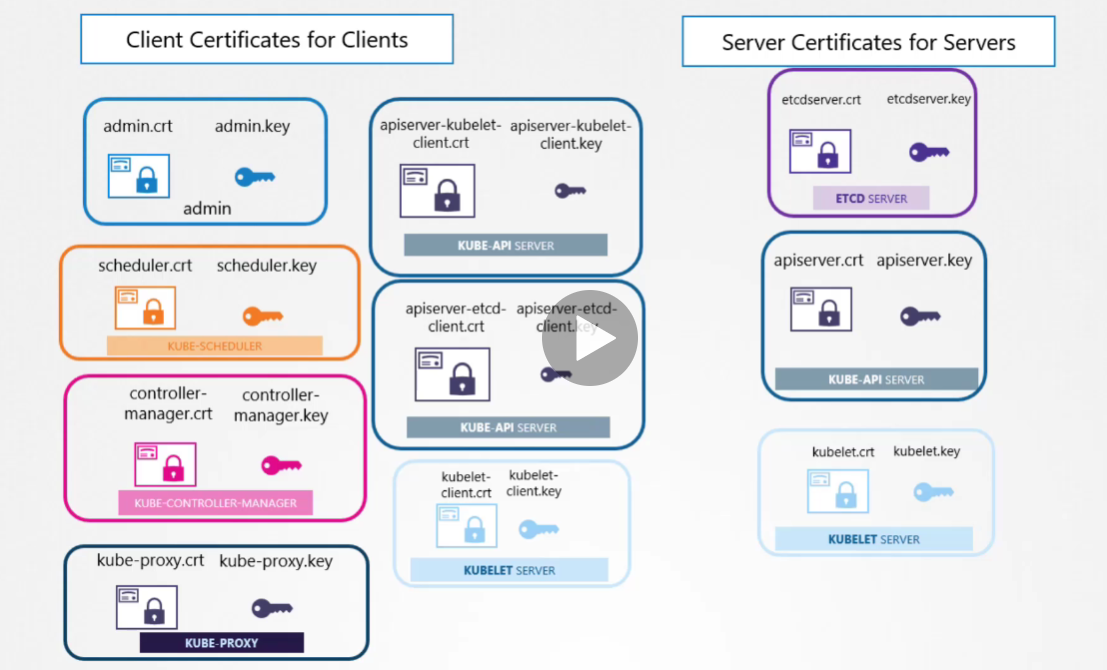 Client Certificates for Clients
Server Certificates for Servers
admin.crt
admin.key
admin
scheduler.crt
scheduler.key
KUBE-SCHEDULER
controller-
manager.crt
controller-
manager.key
KUBE-CONTROLLER-MANAGER
kube-proxy.crt
kube-proxy.key
KUBE-PROXY
apiserver-kubelet-
client.crt
apiserver-kubelet-
client.key
KUBE-API SERVER
apiserver-etcd-
client.crt
apiserver-etcd-
client.key
KUBE-API SERVER
kubelet-
client.crt
kubelet-
client.key
KUBELET SERVER
etcdserver.crt
etcdserver.key
ETCD SERVER
apiserver.crt
apiserver.key
KUBE-API SERVER
kubelet.crt
kubelet.key
KUBELET SERVER